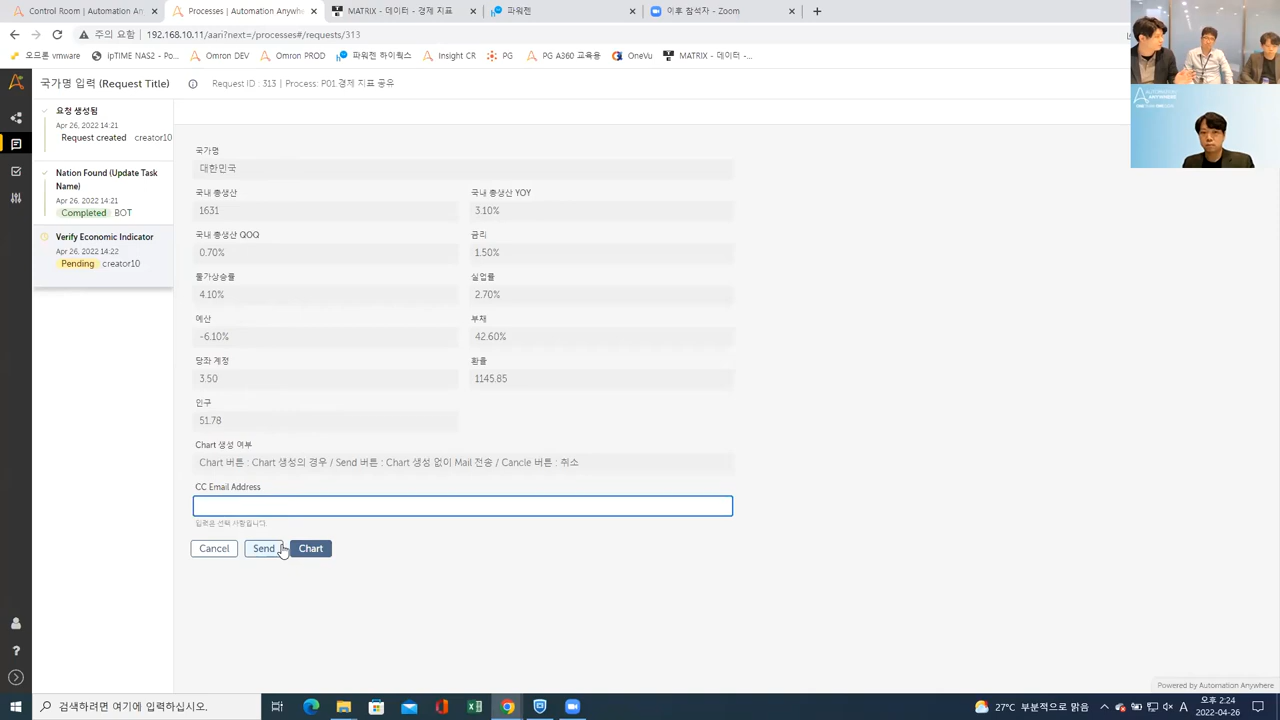 Control Room | Automation An
Processes | Automation Anywhe
MATRIX - 데이터 - 경제 지표
파워젠
이후 참석자 - Zoom
주의 요함
192.168.10.11/aari?next=/processes#/requests/313
오므론 vmware
IpTIME NAS2 - Po...
Omron DEV
Omron PROD
파워젠 하이웍스
Insight CR
PG
PG A360 교육용
OneVu
MATRIX - 데이터 -...
국가명 입력 (Request Title)
Request ID : 313 | Process: P01.경제 지표 공유
요청 생성됨
Apr 26, 2022 14:21
Request created creator10
Nation Found (Update Task
Name)
Apr 26, 2022 14:21
Completed BOT
Verify Economic Indicator
Apr 26, 2022 14:22
Pending creator10
국가명
대한민국
국내 총생산
국내 총생산 YOY
1631
3.10%
국내 총생산 QOQ
금리
0.70%
1.50%
물가상승률
실업률
4.10%
2.70%
예산
부채
-6.10%
42.60%
당좌 계정
환율
3.50
1145.85
인구
51.78
Chart 생성 여부
Chart 버튼 : Chart 생성의 경우 / Send 버튼 : Chart 생성 없이 Mail 전송 / Cancle 버튼 : 취소
CC Email Address
입력은 선택 사항입니다.
Cancel
Send
Chart
AUTOMATION
ANYWHERE
Powered by Automation Anywhere
검색하려면 여기에 입력하십시오.
27°C 부분적으로 맑음
A
오후 2:24
2022-04-26